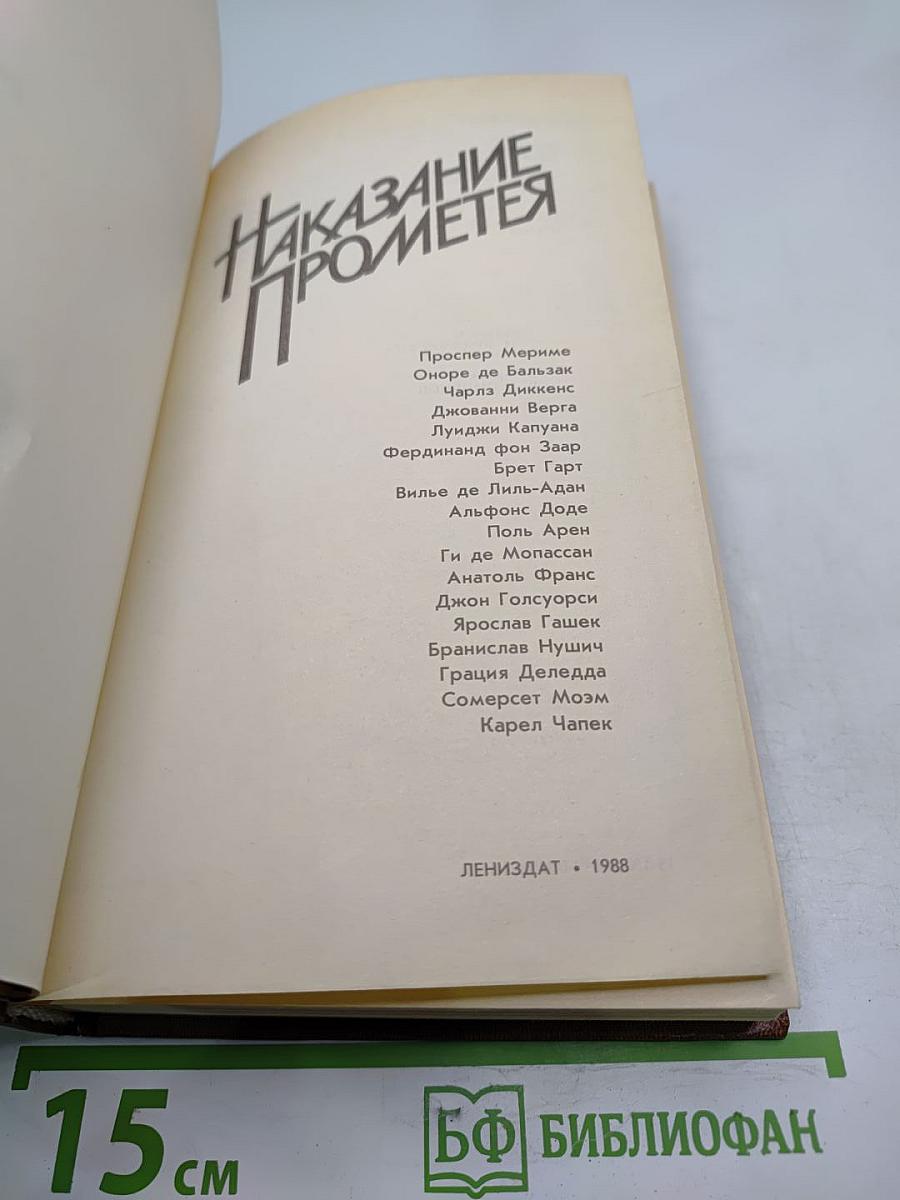 НАКАЗАНИЕ
ПРОМЕТЕЯ
Проспер Мериме
Оноре де Бальзак
Чарлз Диккенс
Джованни Верга
Луиджи Капуана
Фердинанд фон Заар
Брет Гарт
Вилье де Лиль-Адан
Альфонс Доде
Поль Арен
Ги де Мопассан
Анатоль Франс
Джон Голсуорси
Ярослав Гашек
Бранислав Нушич
Грация Деледда
Сомерсет Моэм
Карел Чапек
ЛЕНИЗДАТ • 1988
15 см
БФ БИБЛИОФАН